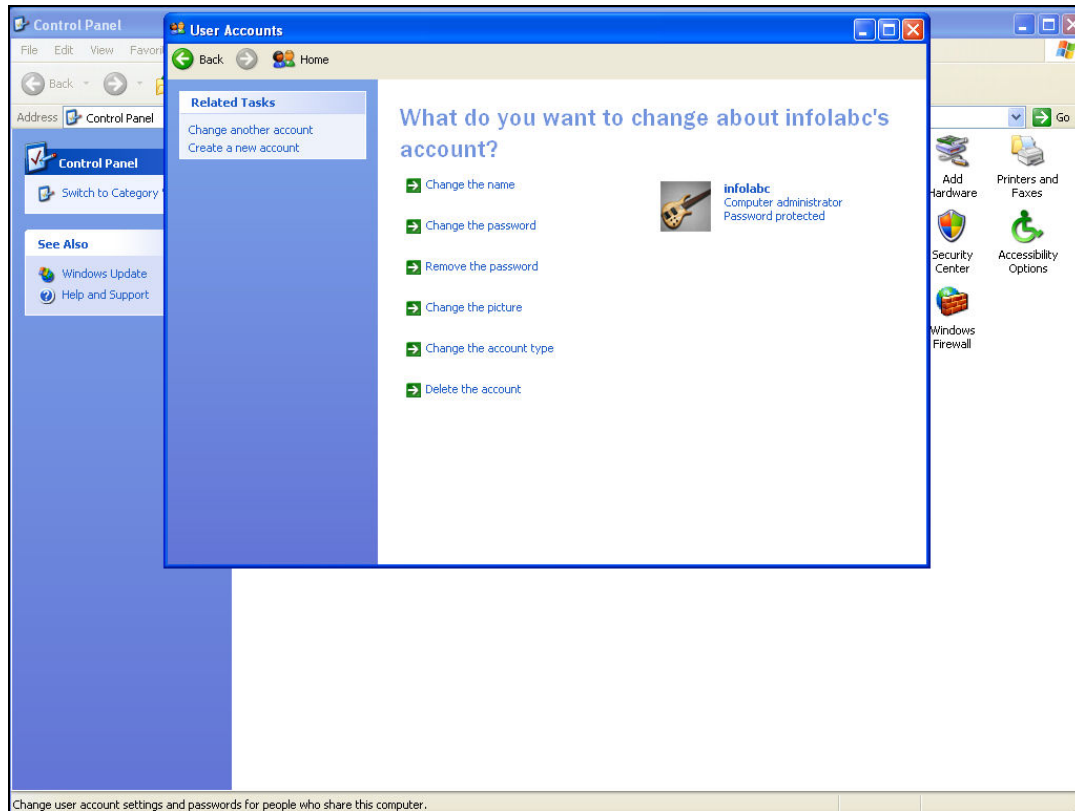 Control Panel
File Edit View Favori
Back
Address Control Panel
Go
Control Panel
Switch to Category
See Also
Windows Update
Help and Support
User Accounts
Back Home
Related Tasks
Change another account
Create a new account
What do you want to change about infolabc's
account?
Change the name
Change the password
Remove the password
Change the picture
Change the account type
Delete the account
infolabc
Computer administrator
Password protected
Add
Hardware
Printers and
Faxes
Security
Center
Accessibility
Options
Windows
Firewall
Change user account settings and passwords for people who share this computer.